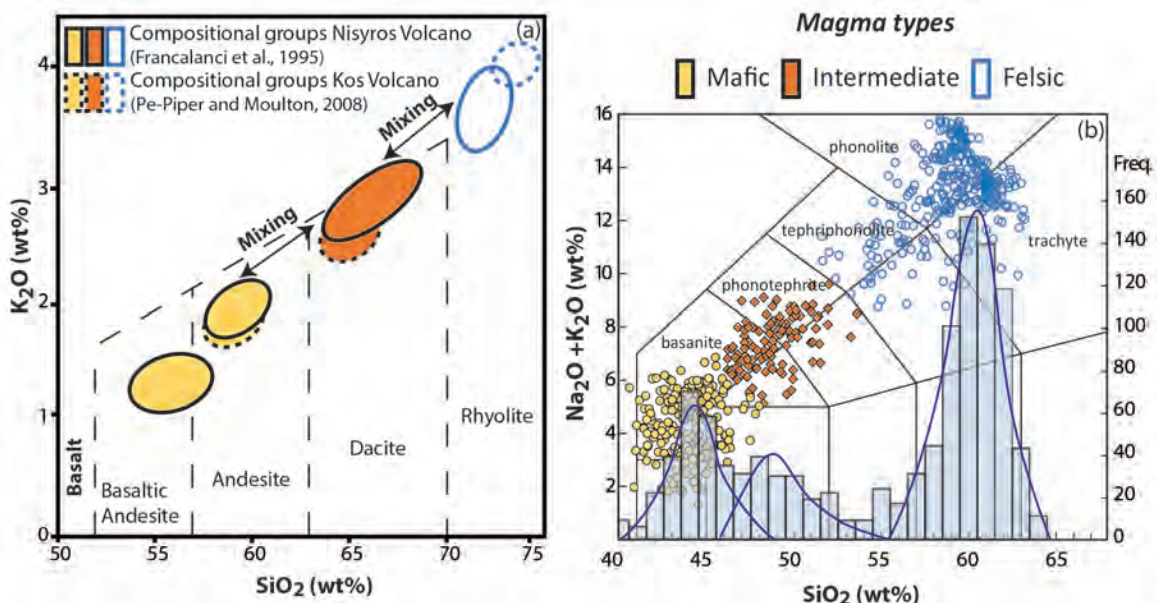 (a)
Compositional groups Nisyros Volcano
(Francalanci et al., 1995)
Compositional groups Kos Volcano
(Pe-Piper and Moulton, 2008)
Mixing
Mixing
K2O (wt%)
4
3
2
1
0
Basalt
Basaltic
Andesite
Andesite
Dacite
Rhyolite
50 55 60 65 70 75
SiO2 (wt%)
Magma types
Mafic Intermediate Felsic
(b)
Na2O +K2O (wt%)
16
14
12
10
8
6
4
2
phonolite
tephriphonolite
trachyte
phonotephrite
basanite
Freq.
160
140
120
100
80
60
40
20
0
40 45 50 55 60 65
SiO2 (wt%)